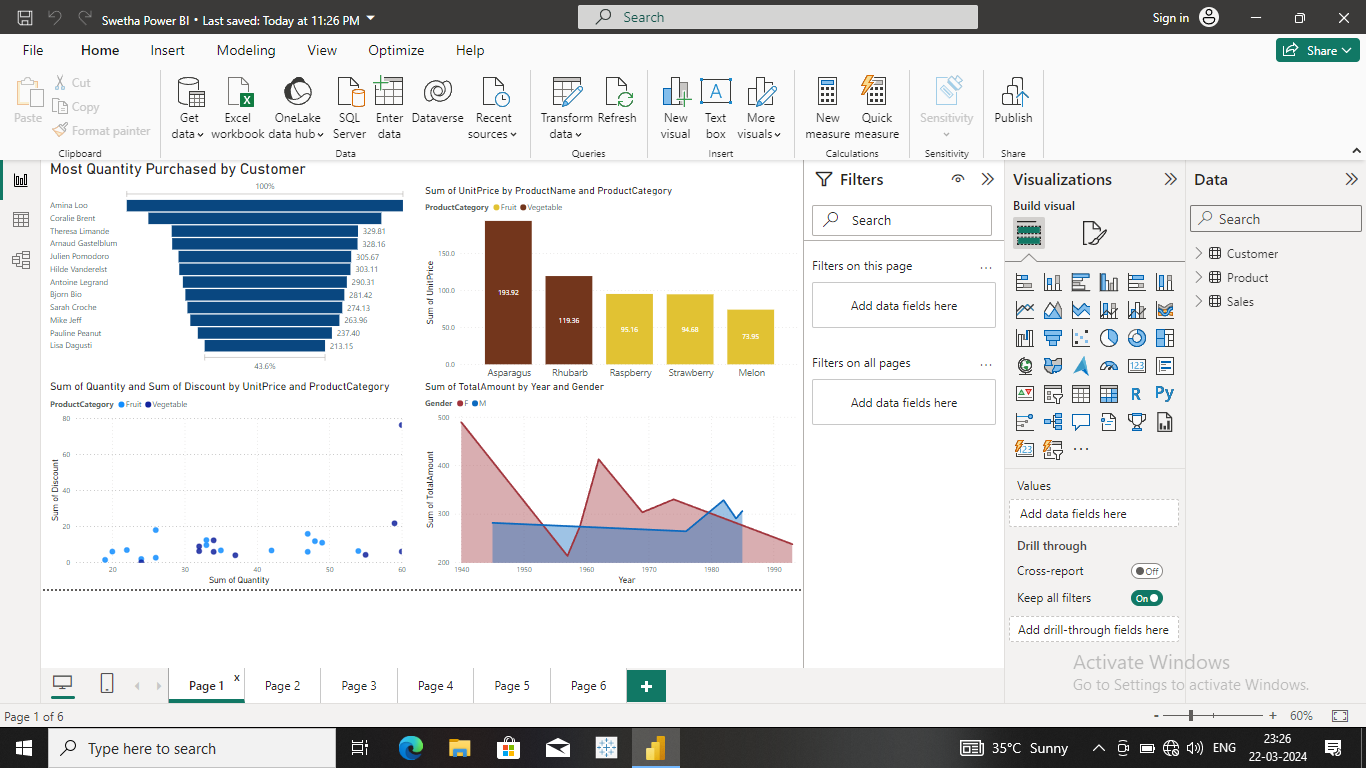 Swetha Power BI • Last saved: Today at 11:26 PM
Search
Sign in
File Home Insert Modeling View Optimize Help
Share
Paste
Cut
Copy
Format painter
Clipboard
Get data
Excel workbook
OneLake data hub
SQL Server
Enter data
Dataverse
Recent sources
Data
Transform data
Refresh
Queries
New visual
Text box
More visuals
Insert
New measure
Quick measure
Calculations
Sensitivity
Sensitivity
Publish
Share
Most Quantity Purchased by Customer
100%
Amina Loo
Coralie Brent
Theresa Limande 329.81
Arnaud Gastelblum 328.16
Julien Pomodoro 305.67
Hilde Vanderelst 303.11
Antoine Legrand 290.31
Bjorn Bio 281.42
Sarah Croche 274.13
Mike Jeff 263.96
Pauline Peanut 237.40
Lisa Dagusti 213.15
43.6%
Sum of UnitPrice by ProductName and ProductCategory
ProductCategory Fruit Vegetable
Sum of UnitPrice
150.0
100.0
50.0
0.0
193.92
119.36
95.16
94.68
73.95
Asparagus Rhubarb Raspberry Strawberry Melon
Sum of Quantity and Sum of Discount by UnitPrice and ProductCategory
ProductCategory Fruit Vegetable
Sum of Discount
80
60
40
20
0
20 30 40 50 60
Sum of Quantity
Sum of TotalAmount by Year and Gender
Gender F M
Sum of TotalAmount
500
400
300
200
1940 1950 1960 1970 1980 1990
Year
Filters
Search
Filters on this page ...
Add data fields here
Filters on all pages ...
Add data fields here
Visualizations
Build visual
123
R
Py
123
...
Values
Add data fields here
Drill through
Cross-report Off
Keep all filters On
Add drill-through fields here
Data
Search
Customer
Product
Sales
Activate Windows
Go to Settings to activate Windows.
Page 1 x
Page 2
Page 3
Page 4
Page 5
Page 6
+
Page 1 of 6
- + 60%
Type here to search
35°C Sunny
ENG
23:26
22-03-2024